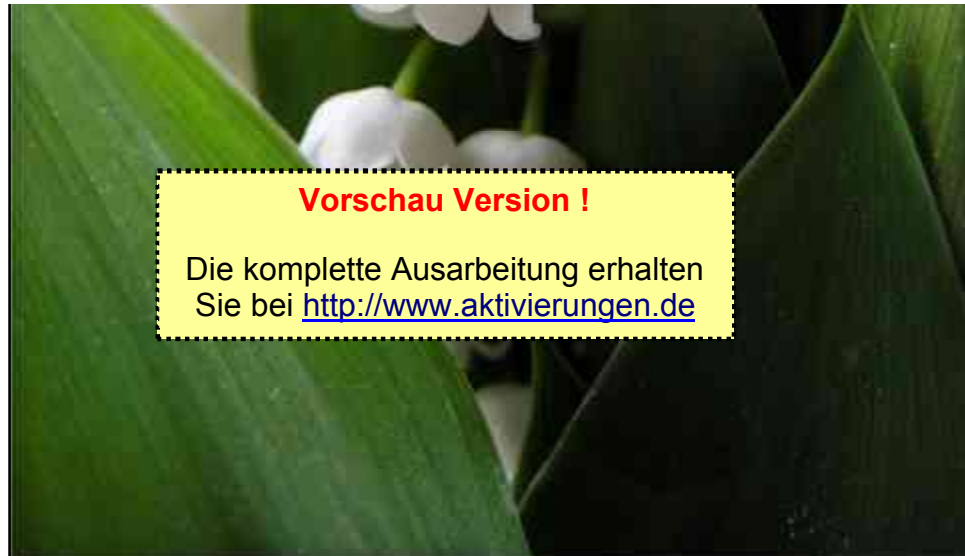 Vorschau Version !
Die komplette Ausarbeitung erhalten
Sie bei http://www.aktivierungen.de